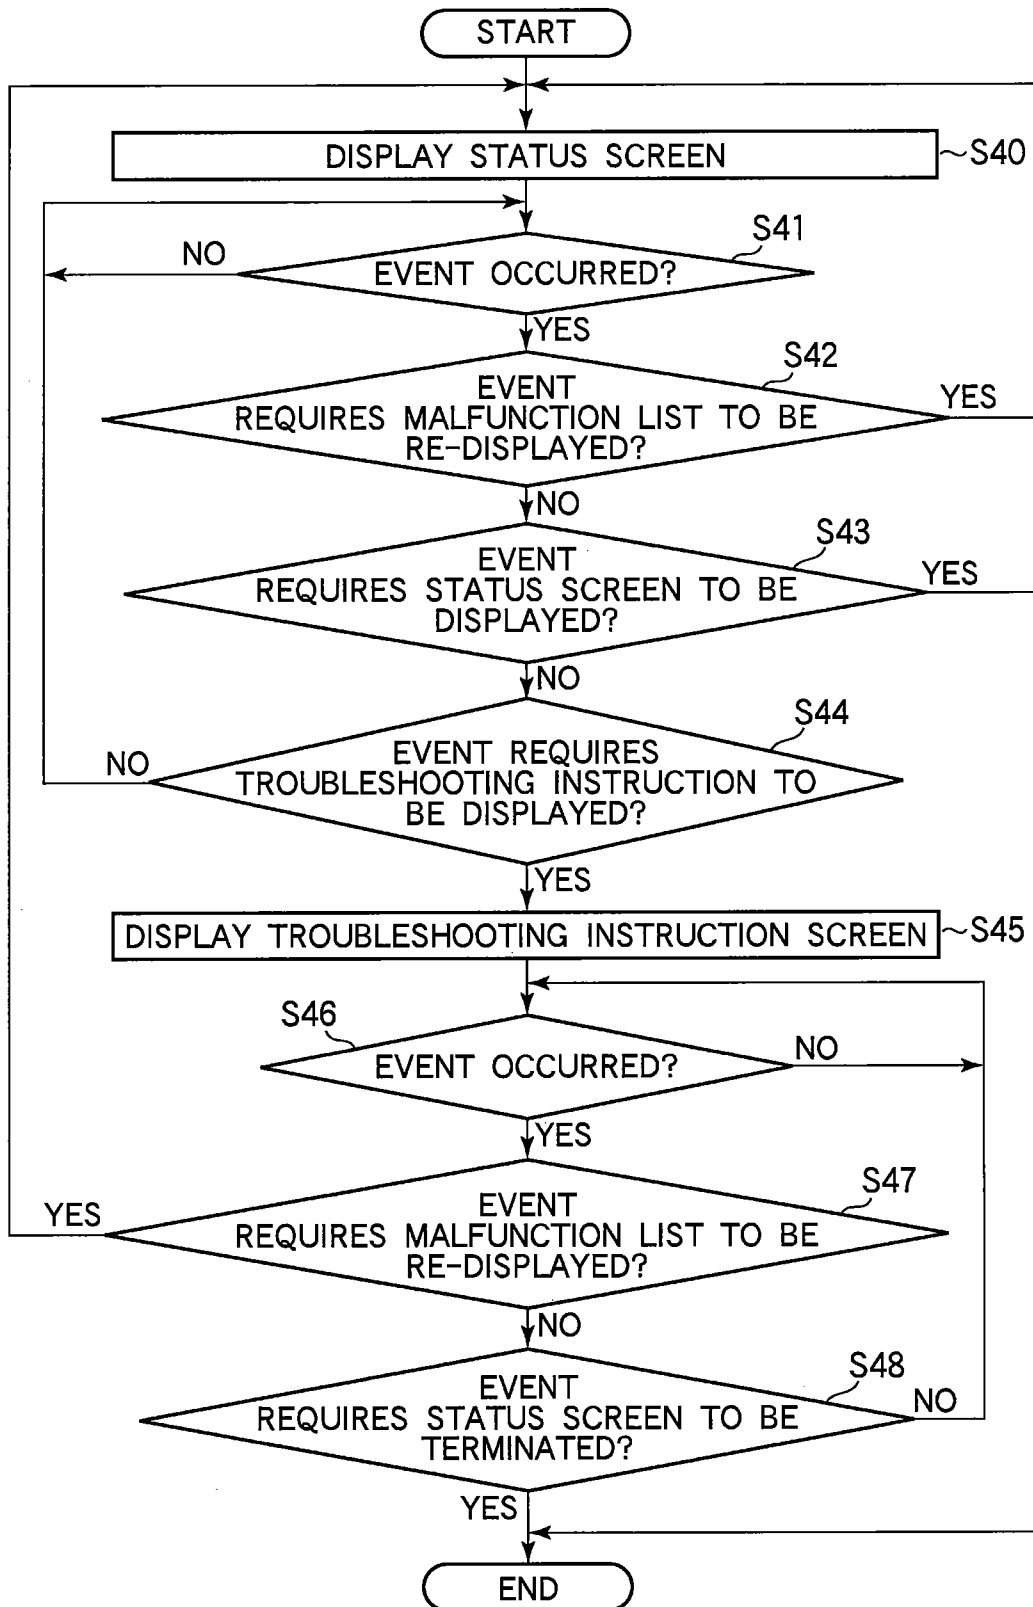 START
DISPLAY STATUS SCREEN
S40
S41
NO
EVENT OCCURRED?
YES
S42
EVENT
REQUIRES MALFUNCTION LIST TO BE
RE-DISPLAYED?
YES
NO
S43
EVENT
REQUIRES STATUS SCREEN TO BE
DISPLAYED?
YES
NO
S44
EVENT REQUIRES
TROUBLESHOOTING INSTRUCTION TO
BE DISPLAYED?
NO
YES
DISPLAY TROUBLESHOOTING INSTRUCTION SCREEN
S45
S46
EVENT OCCURRED?
NO
YES
S47
EVENT
REQUIRES MALFUNCTION LIST TO BE
RE-DISPLAYED?
YES
NO
S48
EVENT
REQUIRES STATUS SCREEN TO BE
TERMINATED?
NO
YES
END